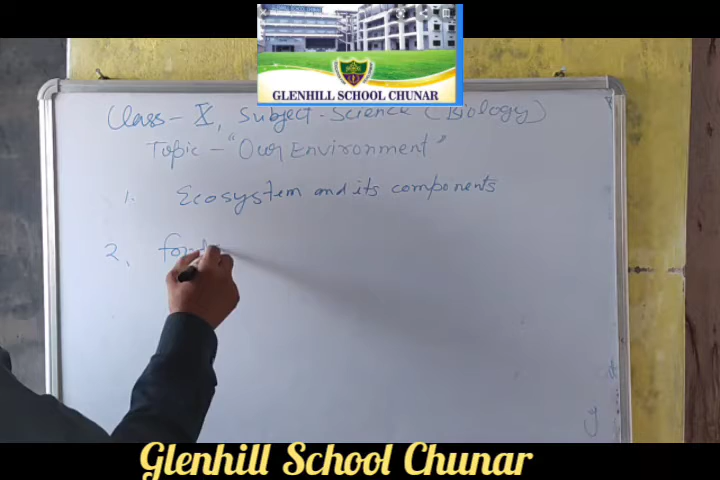 GLENHILL SCHOOL CHUNAR
Class - X, Subject - Science (Biology)
Topic - "Our Environment"
1. Ecosystem and its components
2.
Glenhill School Chunar